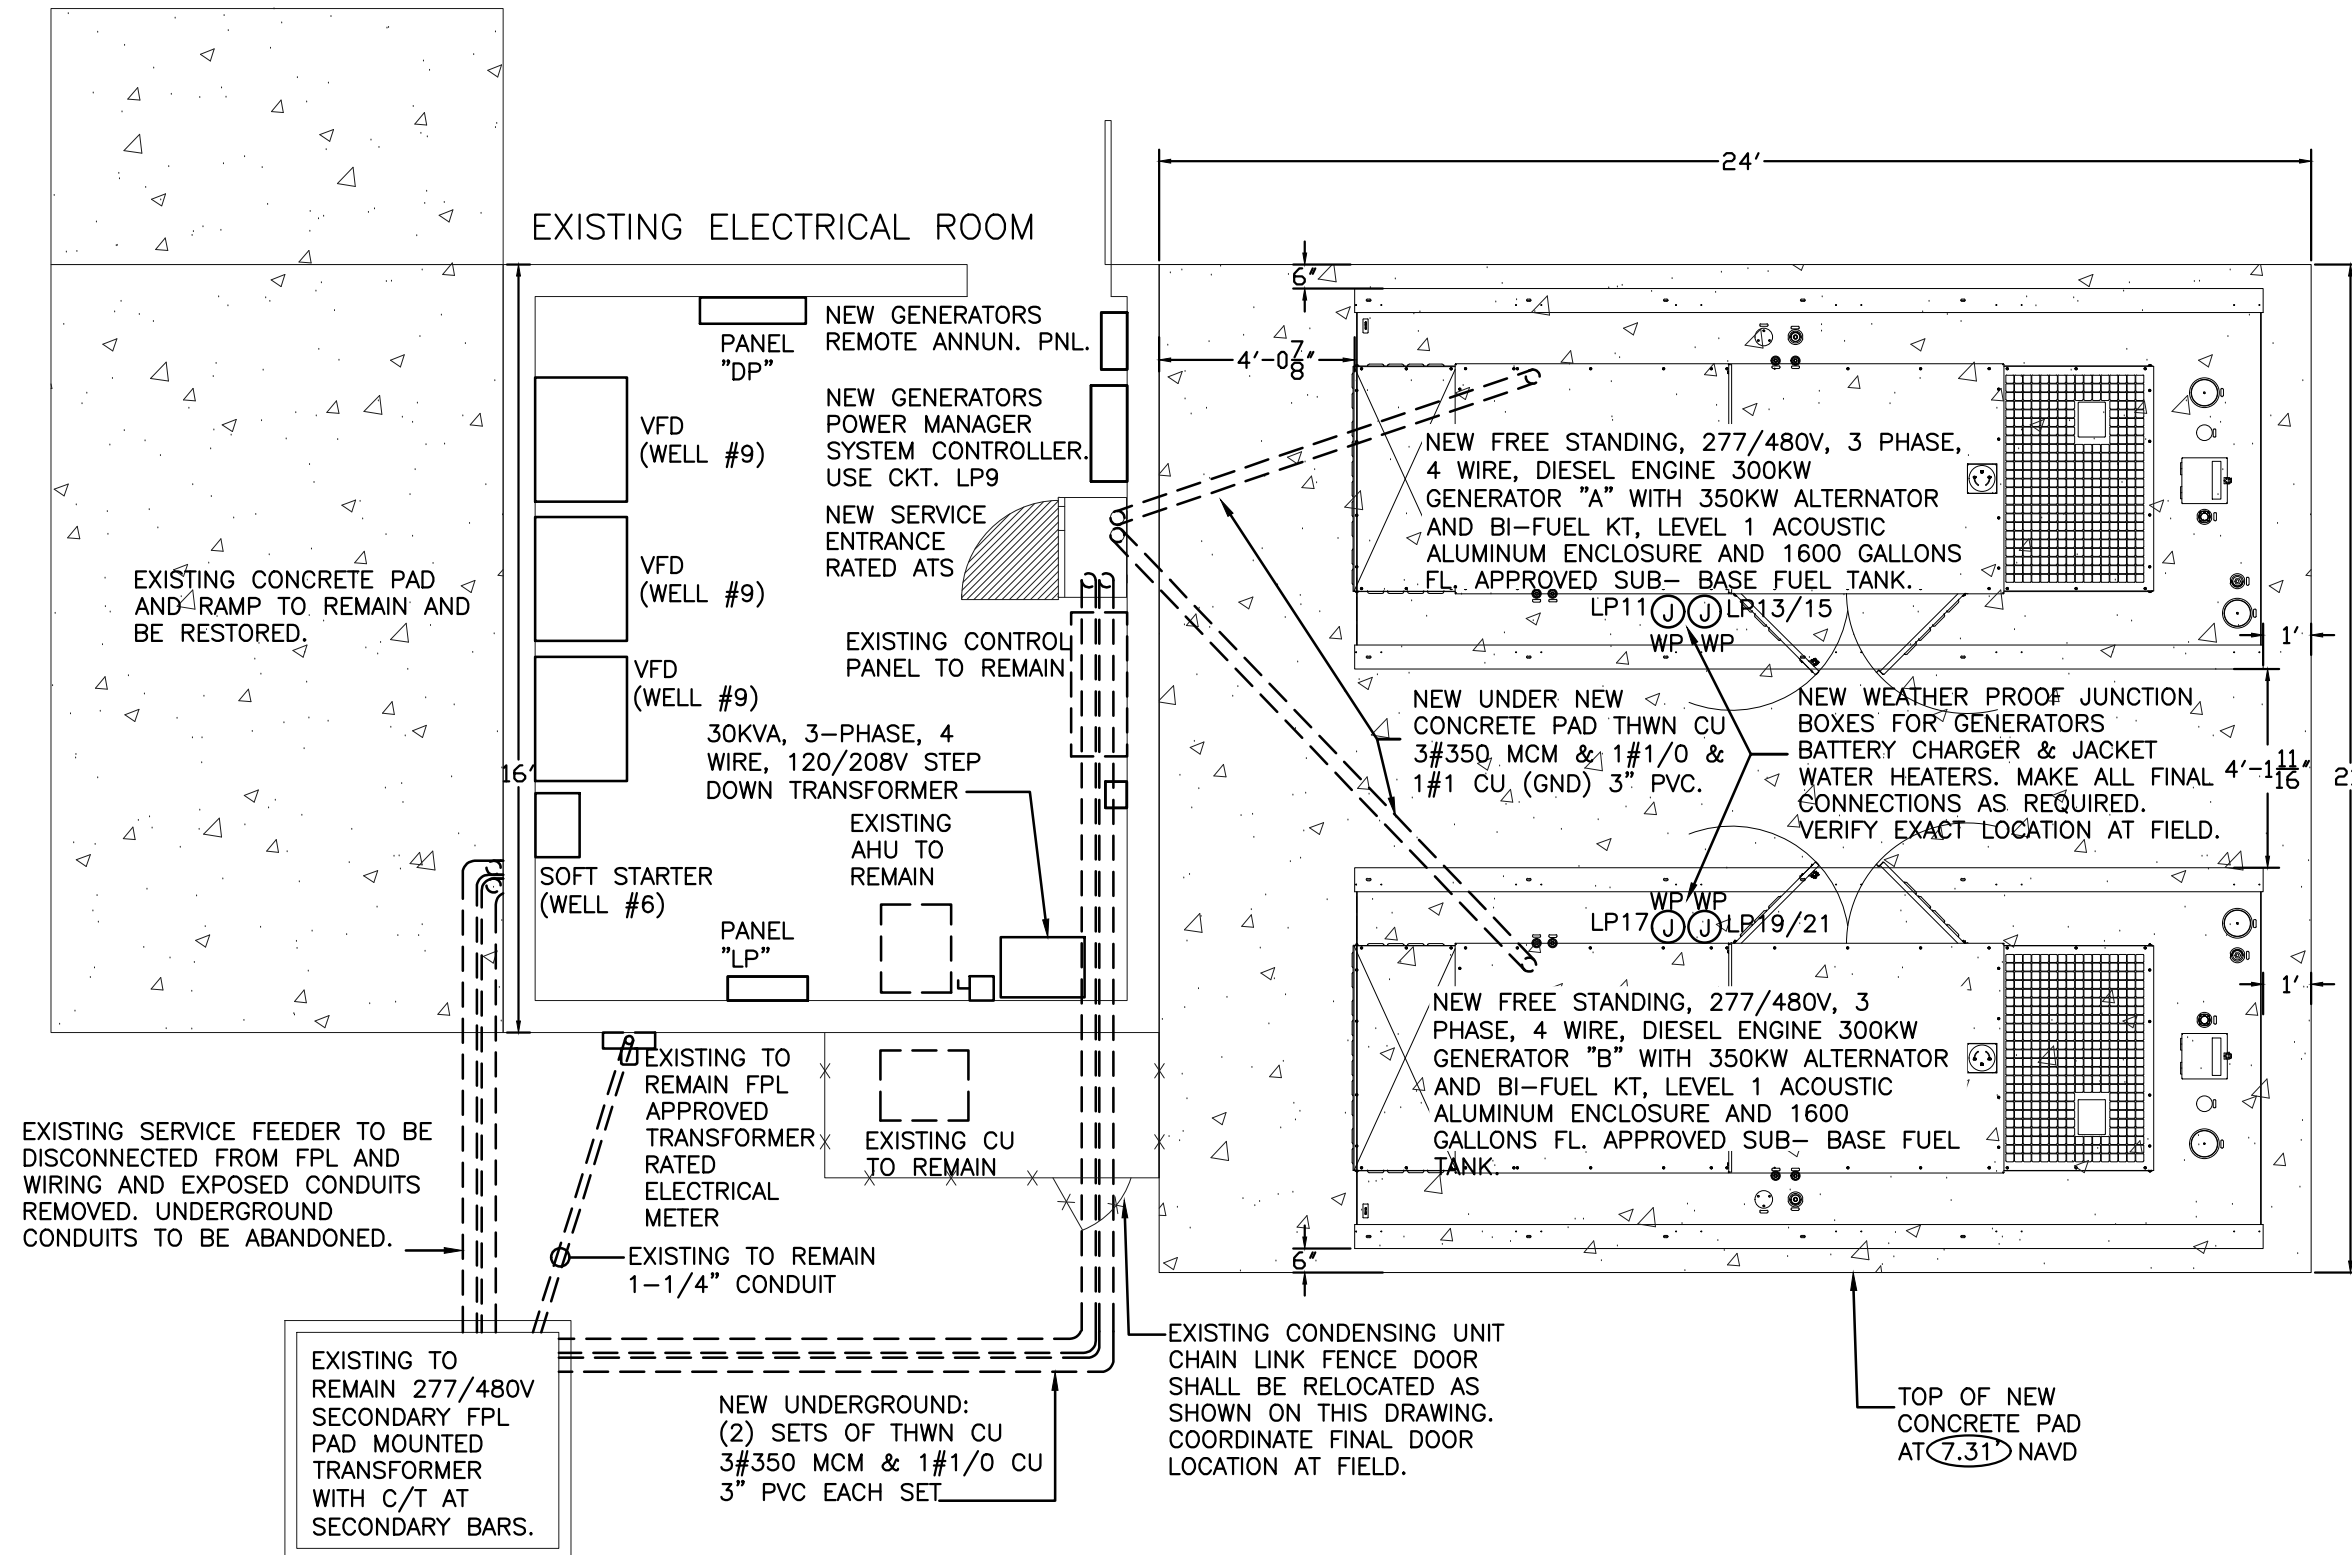 24'
EXISTING ELECTRICAL ROOM
6"
NEW GENERATORS
REMOTE ANNUN. PNL.
PANEL
"DP"
4'-0 7/8"
NEW GENERATORS
POWER MANAGER
SYSTEM CONTROLLER.
USE CKT. LP9
VFD
(WELL #9)
NEW SERVICE
ENTRANCE
RATED ATS
VFD
(WELL #9)
EXISTING CONCRETE PAD
AND RAMP TO REMAIN AND
BE RESTORED.
EXISTING CONTROL
PANEL TO REMAIN
VFD
(WELL #9)
30KVA, 3-PHASE, 4
WIRE, 120/208V STEP
DOWN TRANSFORMER
16'
EXISTING
AHU TO
REMAIN
SOFT STARTER
(WELL #6)
PANEL
"LP"
NEW FREE STANDING, 277/480V, 3 PHASE,
4 WIRE, DIESEL ENGINE 300KW
GENERATOR "A" WITH 350KW ALTERNATOR
AND BI-FUEL KT, LEVEL 1 ACOUSTIC
ALUMINUM ENCLOSURE AND 1600 GALLONS
FL. APPROVED SUB- BASE FUEL TANK.
LP11 J J LP13/15
WP WP
1'
NEW UNDER NEW
CONCRETE PAD THWN CU
3#350 MCM & 1#1/0 &
1#1 CU (GND) 3" PVC.
NEW WEATHER PROOF JUNCTION
BOXES FOR GENERATORS
BATTERY CHARGER & JACKET
WATER HEATERS. MAKE ALL FINAL
CONNECTIONS AS REQUIRED.
VERIFY EXACT LOCATION AT FIELD.
4'-1 11/16"
WP WP
LP17 J J LP19/21
1'
NEW FREE STANDING, 277/480V, 3
PHASE, 4 WIRE, DIESEL ENGINE 300KW
GENERATOR "B" WITH 350KW ALTERNATOR
AND BI-FUEL KT, LEVEL 1 ACOUSTIC
ALUMINUM ENCLOSURE AND 1600
GALLONS FL. APPROVED SUB- BASE FUEL
TANK.
6"
EXISTING TO
REMAIN FPL
APPROVED
TRANSFORMER
RATED
ELECTRICAL
METER
EXISTING CU
TO REMAIN
EXISTING SERVICE FEEDER TO BE
DISCONNECTED FROM FPL AND
WIRING AND EXPOSED CONDUITS
REMOVED. UNDERGROUND
CONDUITS TO BE ABANDONED.
EXISTING TO REMAIN
1-1/4" CONDUIT
EXISTING TO
REMAIN 277/480V
SECONDARY FPL
PAD MOUNTED
TRANSFORMER
WITH C/T AT
SECONDARY BARS.
NEW UNDERGROUND:
(2) SETS OF THWN CU
3#350 MCM & 1#1/0 CU
3" PVC EACH SET
EXISTING CONDENSING UNIT
CHAIN LINK FENCE DOOR
SHALL BE RELOCATED AS
SHOWN ON THIS DRAWING.
COORDINATE FINAL DOOR
LOCATION AT FIELD.
TOP OF NEW
CONCRETE PAD
AT 7.31' NAVD